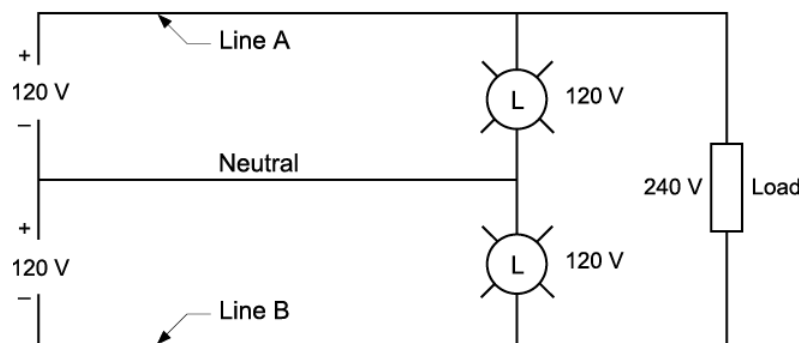 Line A
+
120 V
–
L
120 V
Neutral
240 V
Load
+
120 V
–
L
120 V
Line B